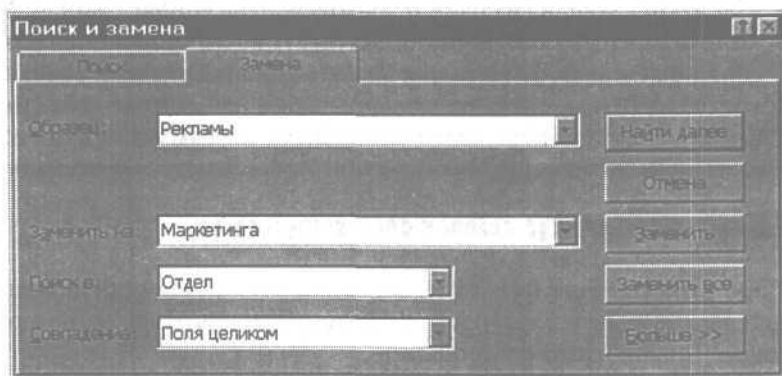 Поиск и замена
Поиск Замена
Образец: Рекламы Найти далее
Отмена
Заменить на: Маркетинга Заменить
Поиск в: Отдел Заменить все
Совпадение: Поля целиком Больше >>